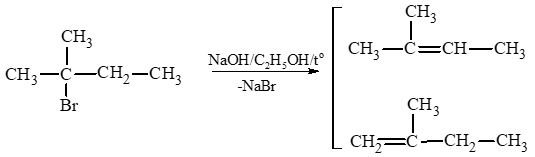 CH₃
CH₃—C—CH₂—CH₃
Br
NaOH/C₂H₅OH/t°
-NaBr
CH₃
CH₃—C=CH—CH₃
CH₃
CH₂=C—CH₂—CH₃